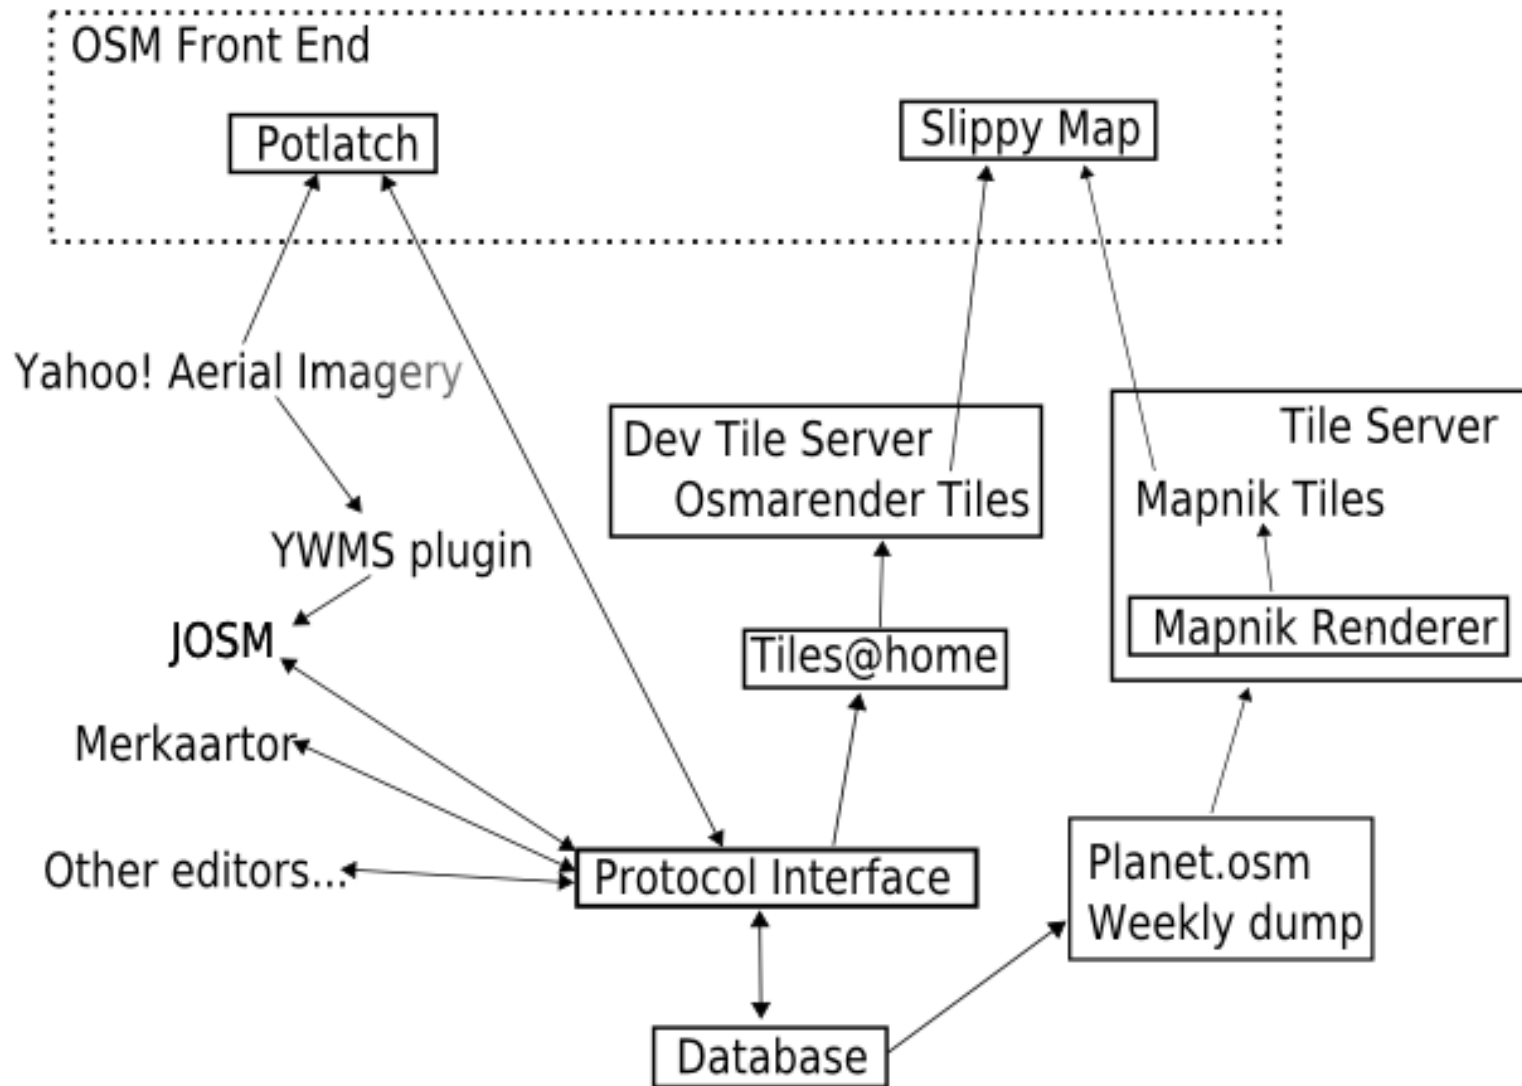 OSM Front End
Potlatch
Slippy Map
Yahoo! Aerial Imagery
Dev Tile Server
Osmarender Tiles
Tile Server
Mapnik Tiles
YWMS plugin
JOSM
Tiles@home
Mapnik Renderer
Merkaartor
Other editors...
Protocol Interface
Planet.osm
Weekly dump
Database